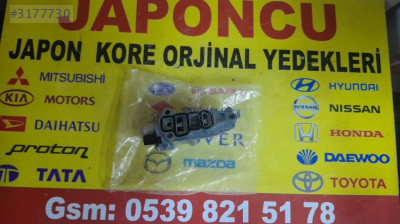 #3177730
JAPONCU
JAPON KORE ORJİNAL YEDEKLERİ
MITSUBISHI
HYUNDAI
KIA MOTORS
NISSAN
DAIHATSU
OVER
HONDA
proton
mazda
DAEWOO
TATA
TOYOTA
Gsm: 0539 821 51 78